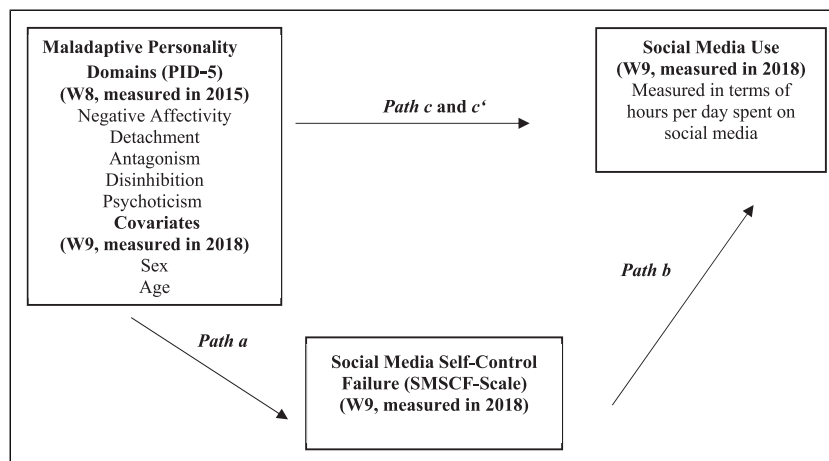 Maladaptive Personality
Domains (PID-5)
(W8, measured in 2015)
Negative Affectivity
Detachment
Antagonism
Disinhibition
Psychoticism
Covariates
(W9, measured in 2018)
Sex
Age
Path c and c‘
Social Media Use
(W9, measured in 2018)
Measured in terms of
hours per day spent on
social media
Path b
Path a
Social Media Self-Control
Failure (SMSCF-Scale)
(W9, measured in 2018)